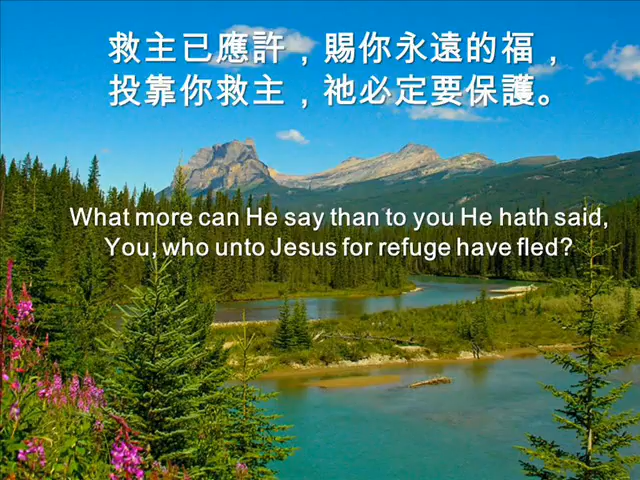 救主已應許，賜你永遠的福，
投靠你救主，祂必定要保護。
What more can He say than to you He hath said,
You, who unto Jesus for refuge have fled?